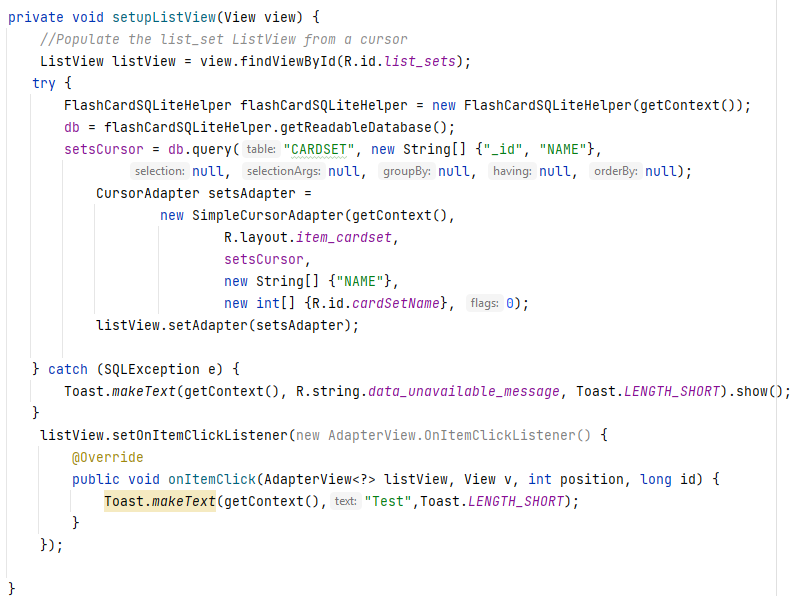 private void setupListView(View view) {
//Populate the list_set ListView from a cursor
ListView listView = view.findViewById(R.id.list_sets);
try {
FlashCardSQLiteHelper flashCardSQLiteHelper = new FlashCardSQLiteHelper(getContext());
db = flashCardSQLiteHelper.getReadableDatabase();
setsCursor = db.query( table: "CARDSET", new String[] {"_id", "NAME"},
selection: null, selectionArgs: null, groupBy: null, having: null, orderBy: null);
CursorAdapter setsAdapter =
new SimpleCursorAdapter(getContext(),
R.layout.item_cardset,
setsCursor,
new String[] {"NAME"},
new int[] {R.id.cardSetName}, flags: 0);
listView.setAdapter(setsAdapter);
} catch (SQLException e) {
Toast.makeText(getContext(), R.string.data_unavailable_message, Toast.LENGTH_SHORT).show();
}
listView.setOnItemClickListener(new AdapterView.OnItemClickListener() {
@Override
public void onItemClick(AdapterView<?> listView, View v, int position, long id) {
Toast.makeText(getContext(), text: "Test",Toast.LENGTH_SHORT);
}
});
}